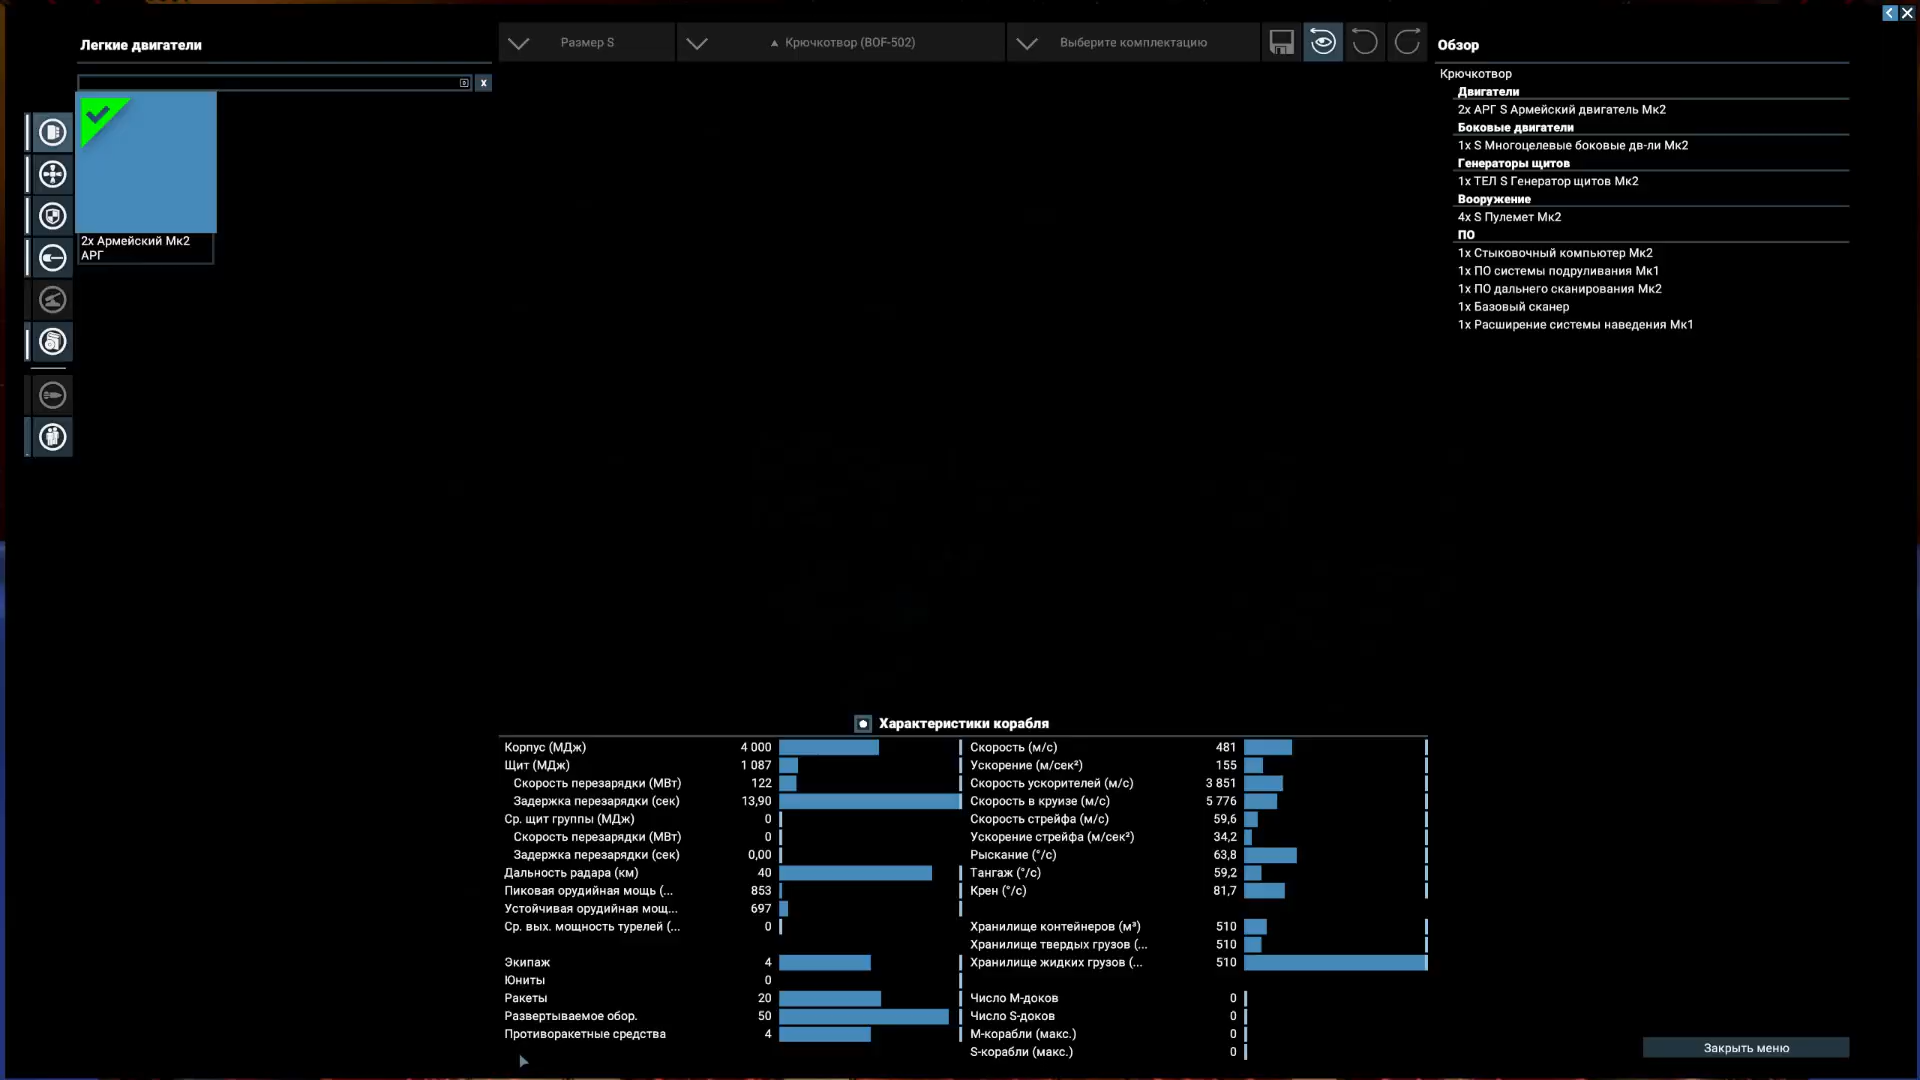 Легкие двигатели
Размер S
Крючкотвор (BOF-502)
Выберите комплектацию
x
2x Армейский Мк2
АРГ
Обзор
Крючкотвор
Двигатели
2x АРГ S Армейский двигатель Мк2
Боковые двигатели
1x S Многоцелевые боковые дв-ли Мк2
Генераторы щитов
1x ТЕЛ S Генератор щитов Мк2
Вооружение
4x S Пулемет Мк2
ПО
1x Стыковочный компьютер Мк2
1x ПО системы подруливания Мк1
1x ПО дальнего сканирования Мк2
1x Базовый сканер
1x Расширение системы наведения Мк1
Характеристики корабля
Корпус (МДж) 4 000
Щит (МДж) 1 087
Скорость перезарядки (МВт) 122
Задержка перезарядки (сек) 13,90
Ср. щит группы (МДж) 0
Скорость перезарядки (МВт) 0
Задержка перезарядки (сек) 0,00
Дальность радара (км) 40
Пиковая орудийная мощь (... 853
Устойчивая орудийная мощ... 697
Ср. вых. мощность турелей (... 0
Экипаж 4
Юниты 0
Ракеты 20
Развертываемое обор. 50
Противоракетные средства 4
Скорость (м/с) 481
Ускорение (м/сек²) 155
Скорость ускорителей (м/с) 3 851
Скорость в круизе (м/с) 5 776
Скорость стрейфа (м/с) 59,6
Ускорение стрейфа (м/сек²) 34,2
Рыскание (°/с) 63,8
Тангаж (°/с) 59,2
Крен (°/с) 81,7
Хранилище контейнеров (м³) 510
Хранилище твердых грузов (... 510
Хранилище жидких грузов (... 510
Число M-доков 0
Число S-доков 0
M-корабли (макс.) 0
S-корабли (макс.) 0
Закрыть меню